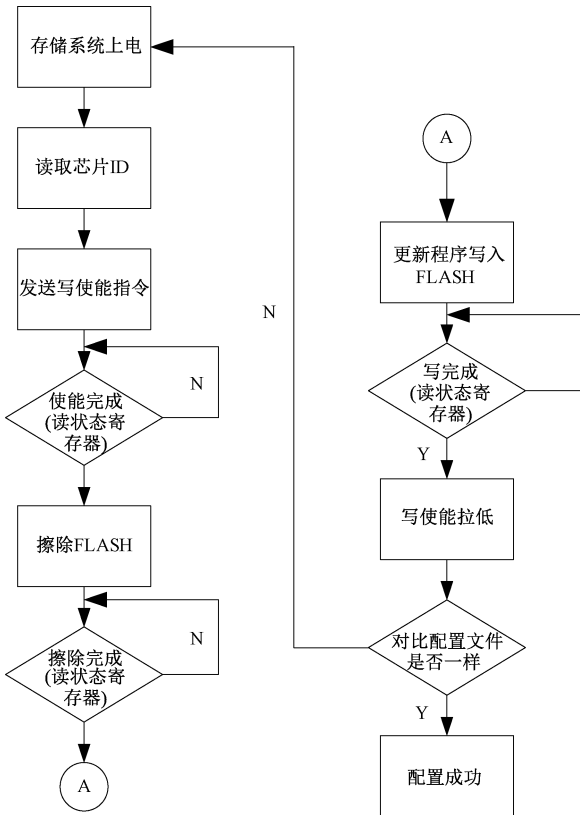 存储系统上电
读取芯片ID
发送写使能指令
N
使能完成
(读状态寄
存器)
擦除FLASH
N
擦除完成
(读状态寄
存器)
A
N
A
更新程序写入
FLASH
写完成
(读状态寄
存器)
Y
写使能拉低
对比配置文件
是否一样
Y
配置成功